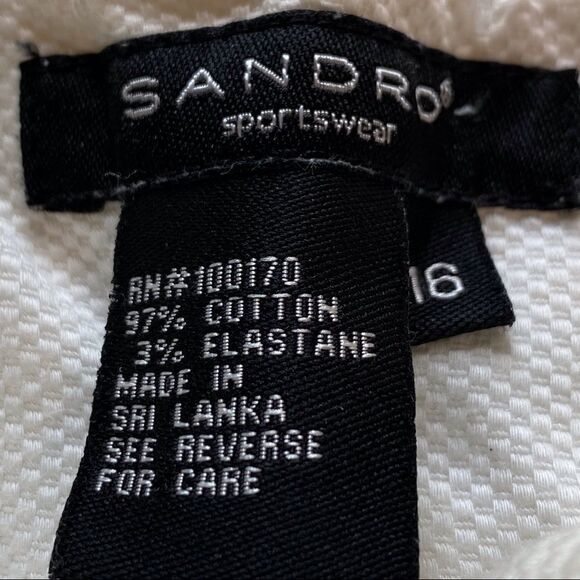 SANDRO®
sportswear
16
RN#100170
97% COTTON
3% ELASTANE
MADE IN
SRI LANKA
SEE REVERSE
FOR CARE